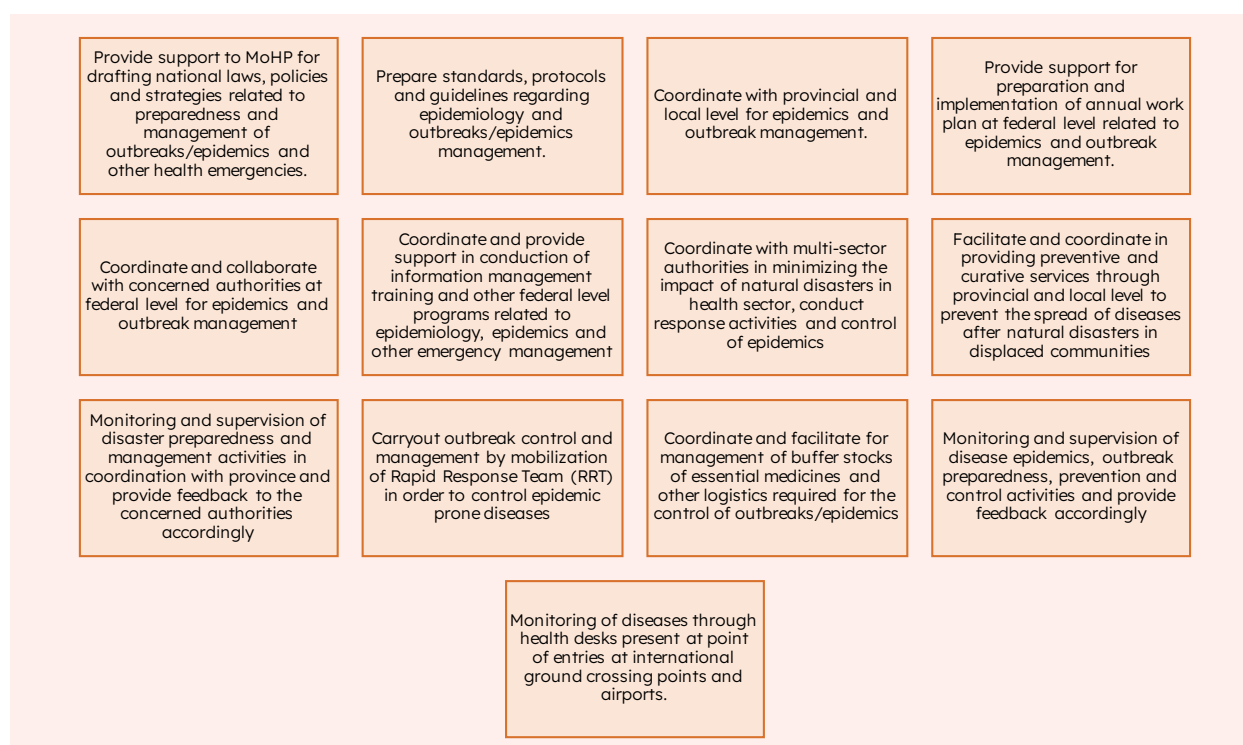 Provide support to MoHP for
drafting national laws, policies
and strategies related to
preparedness and
management of
outbreaks/epidemics and
other health emergencies.
Prepare standards, protocols
and guidelines regarding
epidemiology and
outbreaks/epidemics
management.
Coordinate with provincial and
local level for epidemics and
outbreak management.
Provide support for
preparation and
implementation of annual work
plan at federal level related to
epidemics and outbreak
management.
Coordinate and collaborate
with concerned authorities at
federal level for epidemics and
outbreak management
Coordinate and provide
support in conduction of
information management
training and other federal level
programs related to
epidemiology, epidemics and
other emergency management
Coordinate with multi-sector
authorities in minimizing the
impact of natural disasters in
health sector, conduct
response activities and control
of epidemics
Facilitate and coordinate in
providing preventive and
curative services through
provincial and local level to
prevent the spread of diseases
after natural disasters in
displaced communities
Monitoring and supervision of
disaster preparedness and
management activities in
coordination with province and
provide feedback to the
concerned authorities
accordingly
Carryout outbreak control and
management by mobilization
of Rapid Response Team (RRT)
in order to control epidemic
prone diseases
Coordinate and facilitate for
management of buffer stocks
of essential medicines and
other logistics required for the
control of outbreaks/epidemics
Monitoring and supervision of
disease epidemics, outbreak
preparedness, prevention and
control activities and provide
feedback accordingly
Monitoring of diseases through
health desks present at point
of entries at international
ground crossing points and
airports.